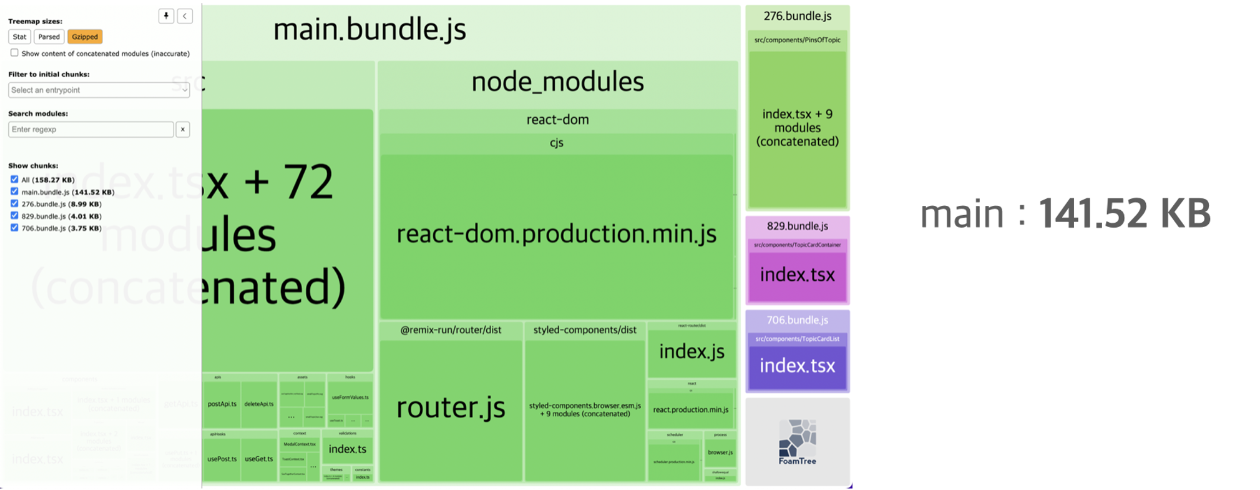 Treemap sizes:
Stat Parsed Gzipped
Show content of concatenated modules (inaccurate)
Filter to initial chunks:
Select an entrypoint
Search modules:
Enter regexp x
Show chunks:
All (158.27 KB)
main.bundle.js (141.52 KB)
276.bundle.js (8.99 KB)
829.bundle.js (4.01 KB)
706.bundle.js (3.75 KB)
main.bundle.js
src
index.tsx + 72
modules
(concatenated)
index.tsx
index.tsx
apis
postApi.ts deleteApi.ts
apiHooks
usePost.ts useGet.ts
assets
hooks
useFormValues.ts
context
ModalContext.tsx
validations
index.ts
themes
constants
index.ts
node_modules
react-dom
cjs
react-dom.production.min.js
@remix-run/router/dist
router.js
styled-components/dist
styled-components.browser.esm.js
+ 9 modules (concatenated)
react-router/dist
index.js
react
react.production.min.js
scheduler
scheduler.production.min.js
process
browser.js
276.bundle.js
src/components/PinsOfTopic
index.tsx + 9
modules
(concatenated)
829.bundle.js
src/components/TopicCardContainer
index.tsx
706.bundle.js
src/components/TopicCardList
index.tsx
FoamTree
main : 141.52 KB